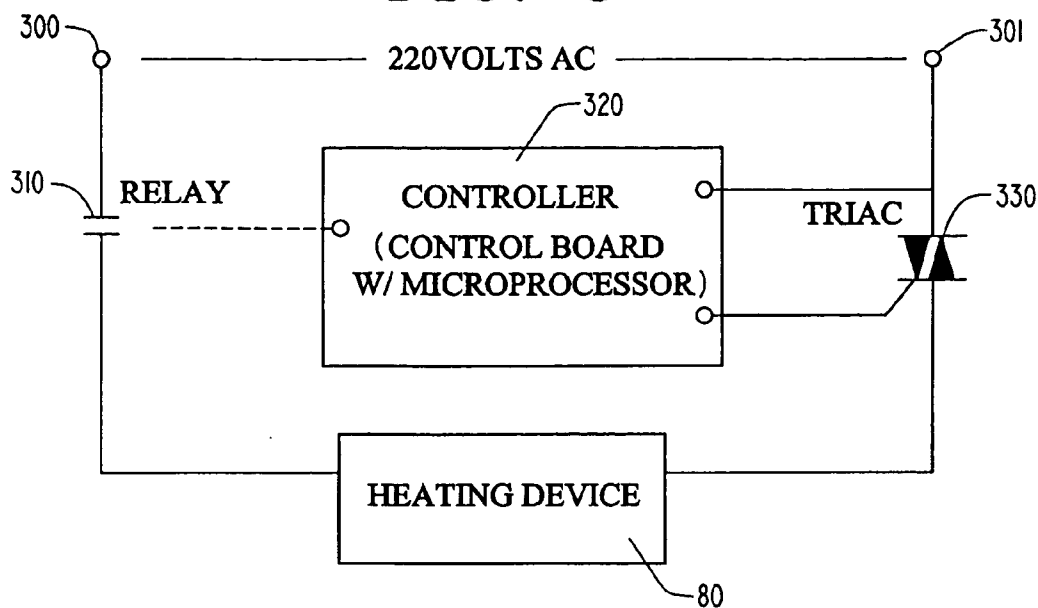 300
220VOLTS AC
301
320
310
RELAY
CONTROLLER
(CONTROL BOARD
W/ MICROPROCESSOR)
TRIAC
330
HEATING DEVICE
80